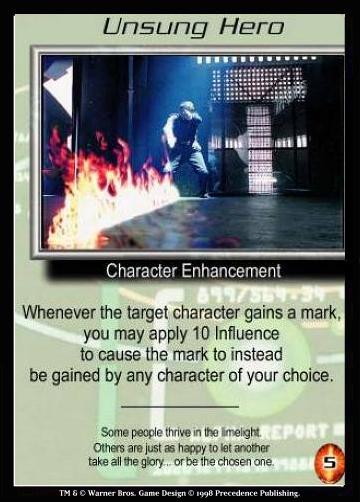 Unsung Hero
Character Enhancement
Whenever the target character gains a mark,
you may apply 10 Influence
to cause the mark to instead
be gained by any character of your choice.
Some people thrive in the limelight.
Others are just as happy to let another
take all the glory... or be the chosen one.
5
TM & © Warner Bros. Game Design © 1998 Precedence Publishing.